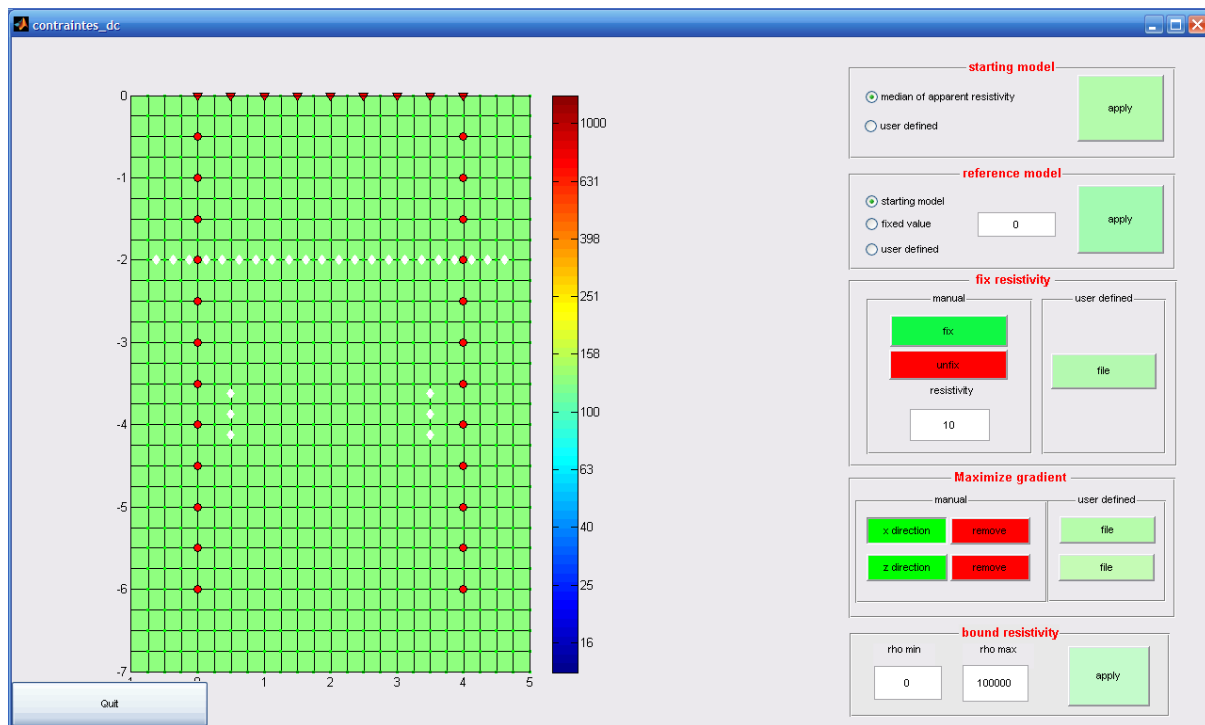 contraintes_dc
0
-1
-2
-3
-4
-5
-6
-7
-1
0
1
2
3
4
5
1000
631
398
251
158
100
63
40
25
16
Quit
starting model
median of apparent resistivity
user defined
apply
reference model
starting model
fixed value
0
user defined
apply
fix resistivity
manual
user defined
fix
unfix
file
resistivity
10
Maximize gradient
manual
user defined
x direction
remove
file
z direction
remove
file
bound resistivity
rho min
rho max
0
100000
apply